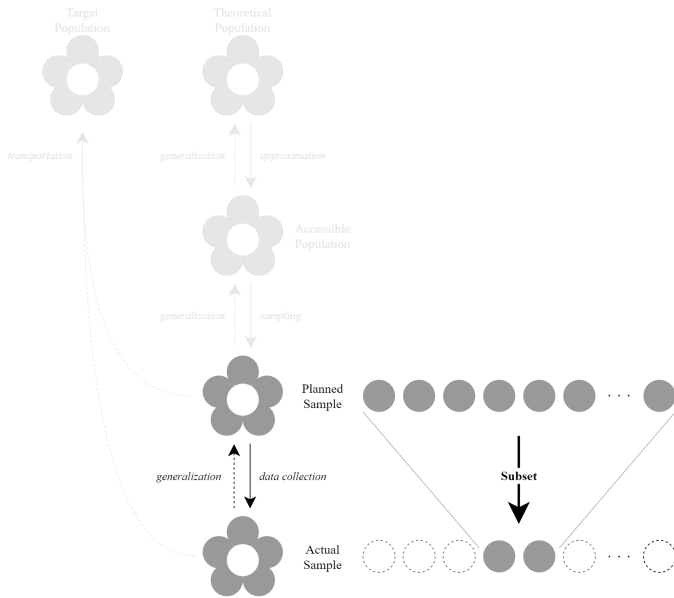 Target
Population
Theoretical
Population
transportation
generalization
approximation
Accessible
Population
generalization
sampling
Planned
Sample
. . .
generalization
data collection
Subset
Actual
Sample
. . .